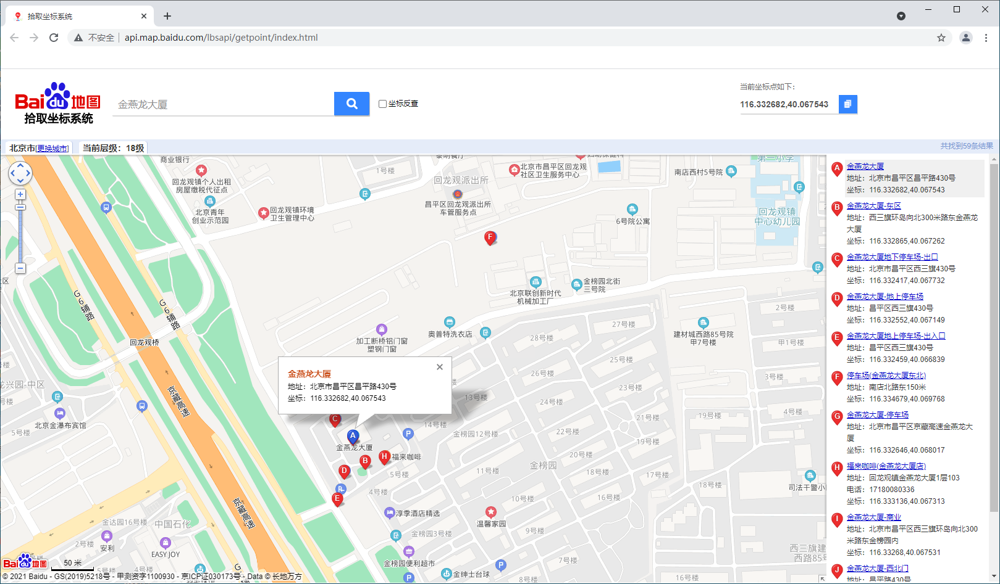 拾取坐标系统
不安全
api.map.baidu.com/lbsapi/getpoint/index.html
Bai du 地图
拾取坐标系统
金燕龙大厦
坐标反查
当前坐标点如下：
116.332682,40.067543
北京市[更换城市]
当前层级：18级
共找到59条结果
商业银行
回龙观镇个人出租
房屋缴税代征点
北京青年
创业示范园
回龙观镇环境
卫生管理中心
1号楼
回龙观派出所
昌平区回龙观派出所
车管服务点
北京市昌平区回龙观
社区卫生服务中心
南店西村5号院
6号院公寓
回龙观镇
中心幼儿园
F
G6辅路
G6辅路
回龙观桥
京藏高速
京藏高速
北京联创新时代
机械加工厂
金榜园北街
三号院
奥普特洗衣店
加工断桥铝门窗
塑钢门窗
建材城西路85号院
甲7号楼
2号楼
甲1号楼
3号楼
4号楼
27号楼
28号楼
25号楼
26号楼
23号楼
24号楼
13号楼
14号楼
21号楼
22号楼
19号楼
19号楼
20号楼
金榜园12号楼
金榜园
11号楼
18号楼
17号楼
18号楼
10号楼
16号楼
9号楼
7号楼
8号楼
16号楼
金燕龙大厦
地址：北京市昌平区昌平路430号
坐标：116.332682,40.067543
C
A
金燕龙大厦
B
H
福来咖啡
D
E
P
5号楼
4号楼
淳季酒店精选
金榜园3号楼
金榜园便利超市
温馨家园
金绅士台球
P
P
司法干警小
西三旗建
西路85号
中区
5号楼
北京金瀑布宾馆
金达园16号楼
中国石化
2号楼
安利
EASY JOY
5号楼
4号楼
G
Bai du 地图
50 米
© 2021 Baidu - GS(2019)5218号 - 甲测资字1100930 - 京ICP证030173号 - Data © 长地万方
A
金燕龙大厦
地址：北京市昌平区昌平路430号
坐标：116.332682,40.067543
B
金燕龙大厦-东区
地址：西三旗环岛向北300米路东金燕龙
大厦
坐标：116.332865,40.067262
C
金燕龙大厦地下停车场-出口
地址：北京市昌平区西三旗430号
坐标：116.332417,40.067732
D
金燕龙大厦-地上停车场
地址：昌平区西三旗430号
坐标：116.332552,40.067149
E
金燕龙大厦地上停车场-出入口
地址：昌平区西三旗430号
坐标：116.332459,40.066839
F
停车场(金燕龙大厦东北)
地址：南店北路东150米
坐标：116.334679,40.069768
G
金燕龙大厦-停车场
地址：北京市昌平区京藏高速金燕龙大
厦
坐标：116.332646,40.068017
H
福来咖啡(金燕龙大厦店)
地址：回龙观镇金燕龙大厦1层103
电话：17180080336
坐标：116.333136,40.067313
I
金燕龙大厦-商业
地址：北京市昌平区西三旗环岛向北300
米路东金榜园内
坐标：116.33268,40.067531
J
金燕龙大厦-西北门
地址：昌平路430号